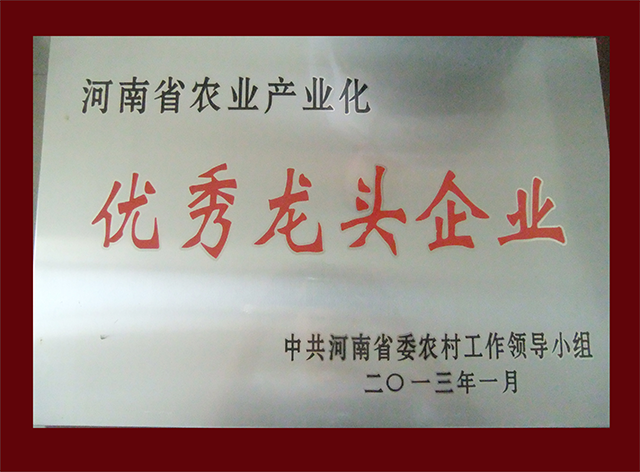 河南省农业产业化
优秀龙头企业
中共河南省委农村工作领导小组
二〇一三年一月